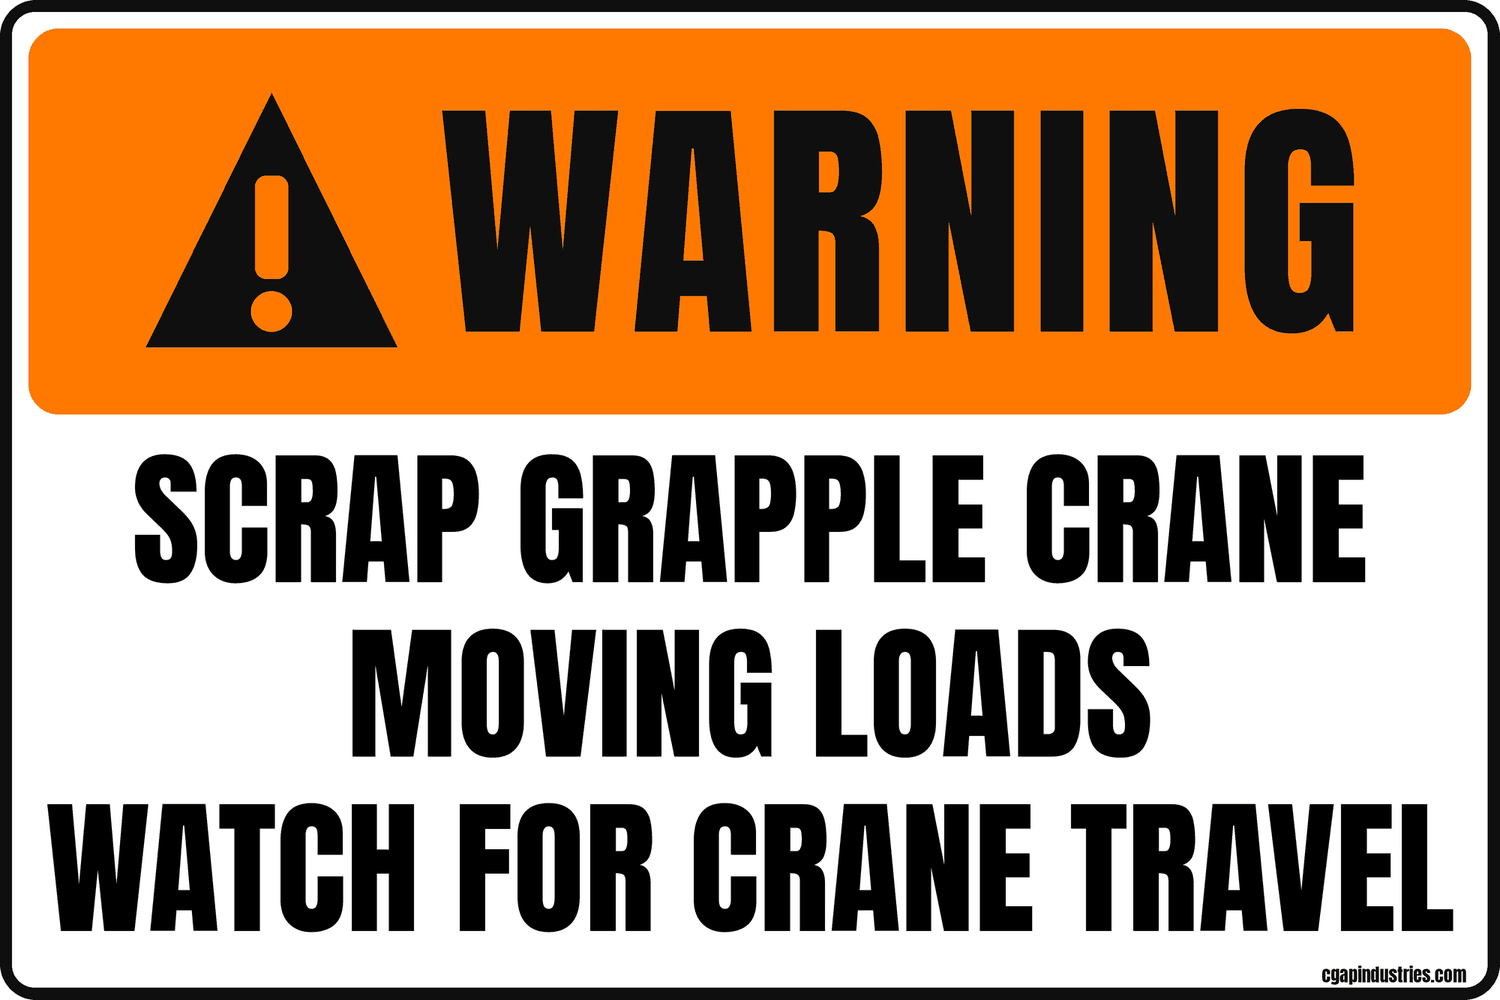 WARNING
SCRAP GRAPPLE CRANE
MOVING LOADS
WATCH FOR CRANE TRAVEL
cgapindustries.com